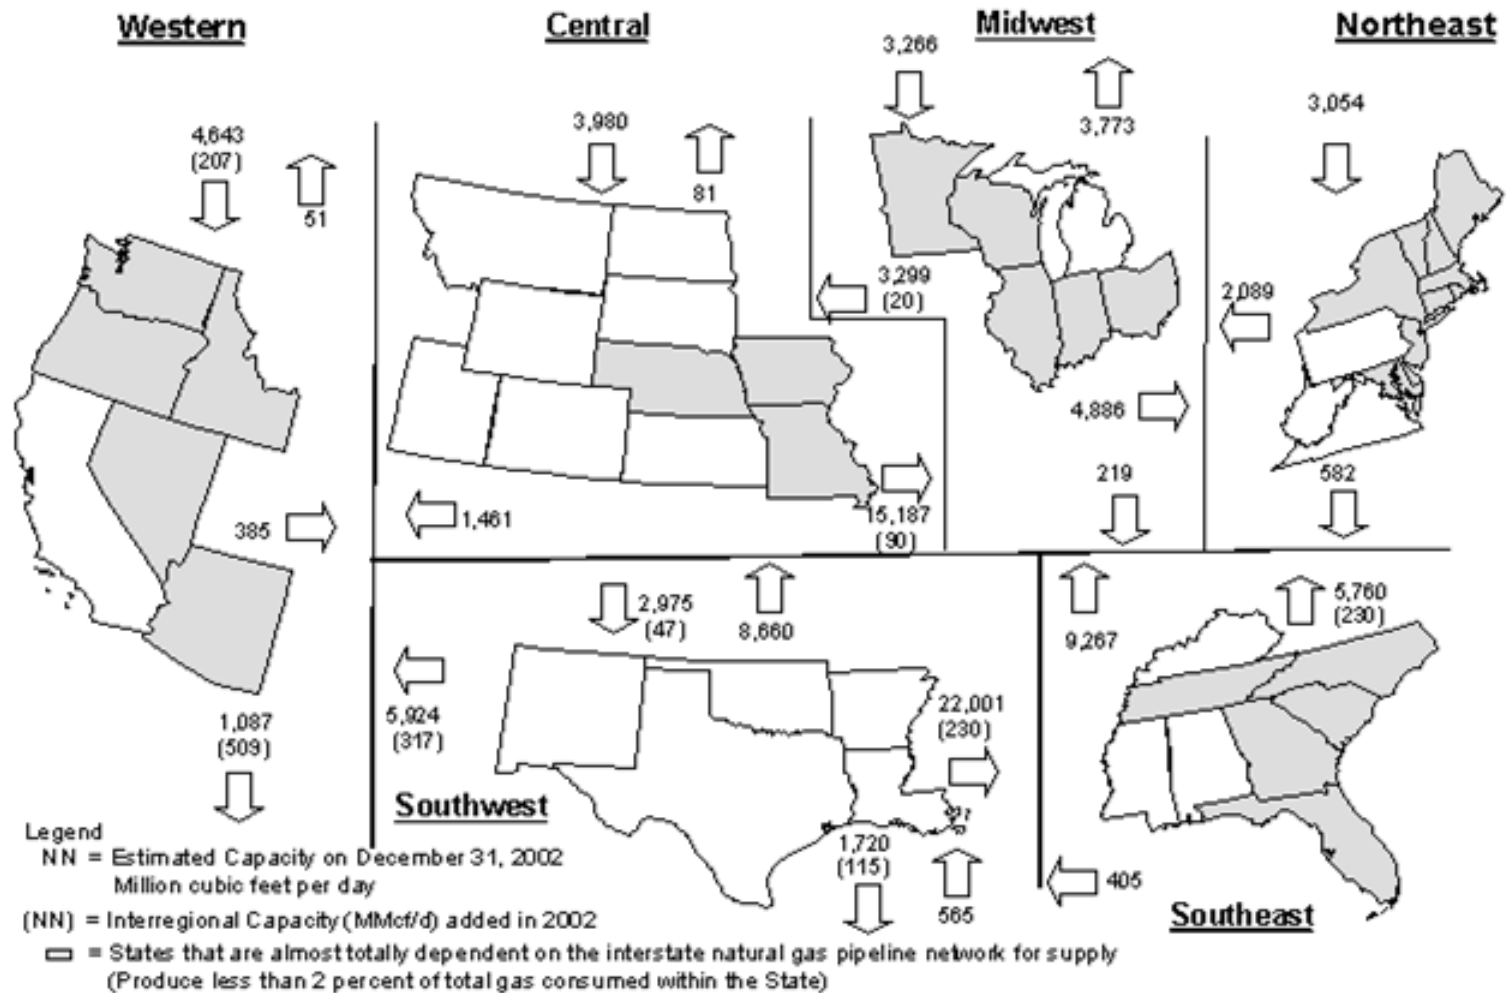 Western
Central
Midwest
Northeast
3,266
3,773
3,054
4,643
(207)
51
3,980
81
3,299
(20)
2,089
4,886
219
582
385
1,461
15,187
(90)
2,975
(47)
8,660
9,267
5,760
(230)
5,924
(317)
22,001
(230)
1,087
(509)
Southwest
1,720
(115)
565
405
Southeast
Legend
NN = Estimated Capacity on December 31, 2002
Million cubic feet per day
(NN) = Interregional Capacity (MMcf/d) added in 2002
= States that are almost totally dependent on the interstate natural gas pipeline network for supply
(Produce less than 2 percent of total gas consumed within the State)